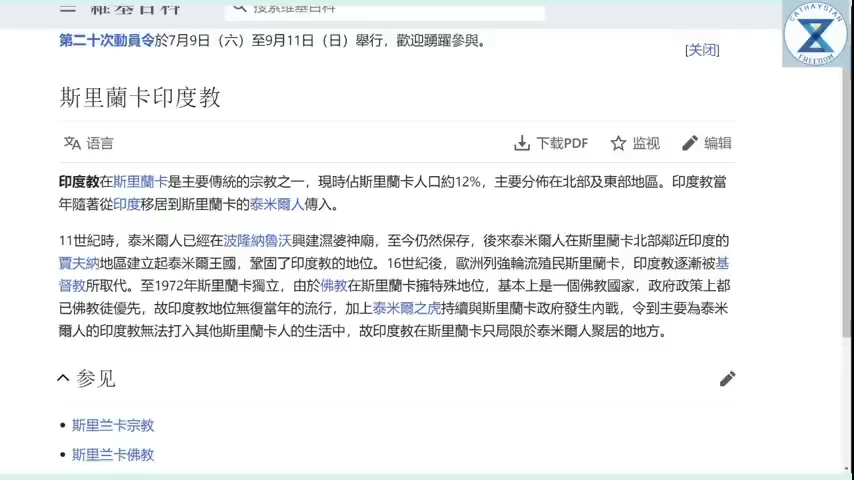 維基百科
搜索维基百科
第二十次動員令於7月9日（六）至9月11日（日）舉行，歡迎踴躍參與。
[关闭]
CATHAYSIAN
FREEDOM
斯里蘭卡印度教
语言
下载PDF
监视
编辑
印度教在斯里蘭卡是主要傳統的宗教之一，現時佔斯里蘭卡人口約12%，主要分佈在北部及東部地區。印度教當
年隨著從印度移居到斯里蘭卡的泰米爾人傳入。
11世紀時，泰米爾人已經在波隆納魯沃興建濕婆神廟，至今仍然保存，後來泰米爾人在斯里蘭卡北部鄰近印度的
賈夫納地區建立起泰米爾王國，鞏固了印度教的地位。16世紀後，歐洲列強輪流殖民斯里蘭卡，印度教逐漸被基
督教所取代。至1972年斯里蘭卡獨立，由於佛教在斯里蘭卡擁特殊地位，基本上是一個佛教國家，政府政策上都
已佛教徒優先，故印度教地位無復當年的流行，加上泰米爾之虎持續與斯里蘭卡政府發生內戰，令到主要為泰米
爾人的印度教無法打入其他斯里蘭卡人的生活中，故印度教在斯里蘭卡只局限於泰米爾人聚居的地方。
参见
斯里兰卡宗教
斯里兰卡佛教